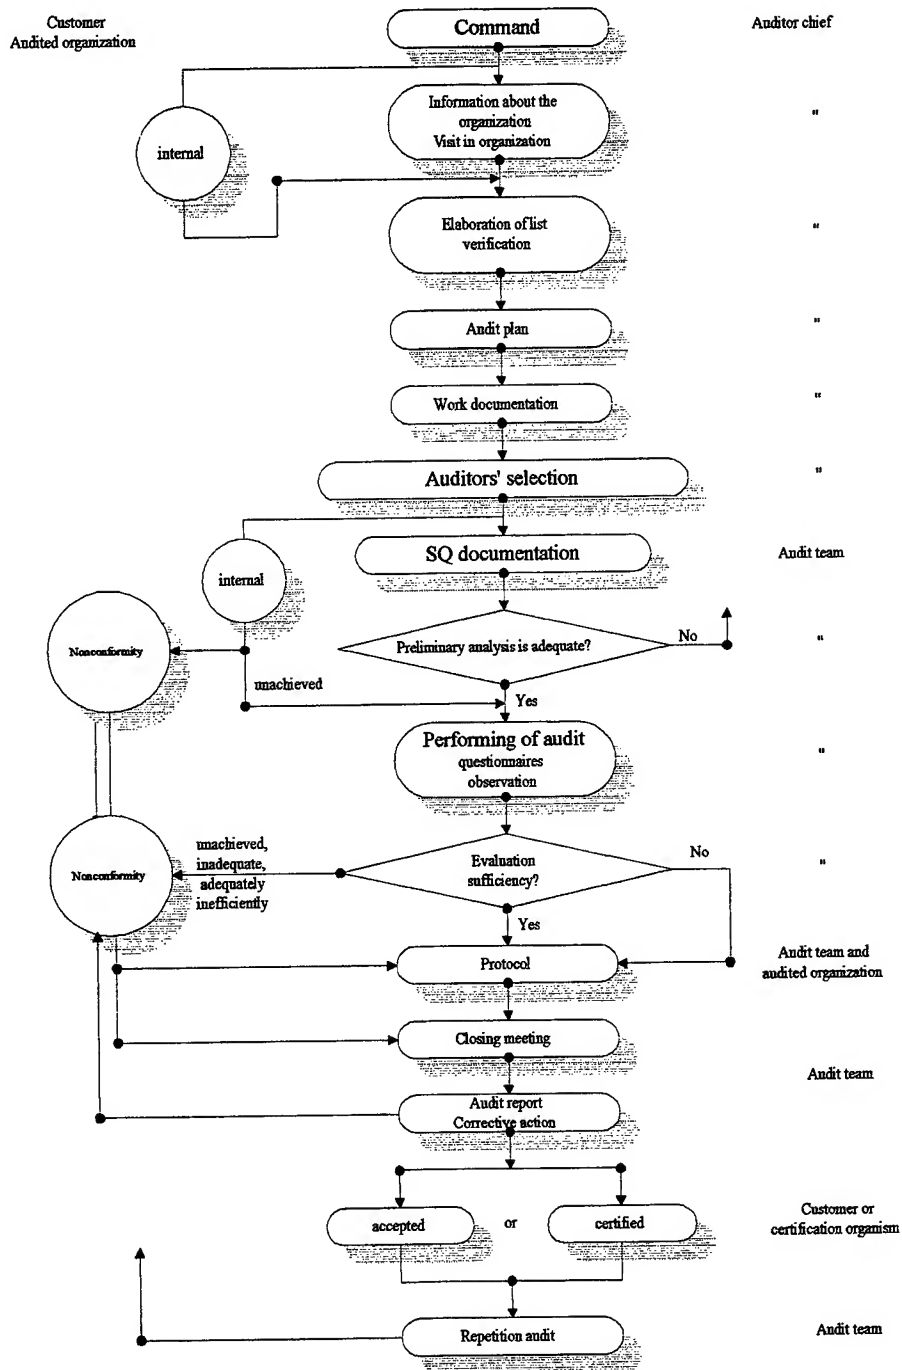 Customer
Audited organization
Command
Auditor chief
Information about the
organization
Visit in organization
"
internal
Elaboration of list
verification
"
Audit plan
"
Work documentation
"
Auditors' selection
"
SQ documentation
Audit team
internal
Nonconformity
Preliminary analysis is adequate?
No
"
unachieved
Yes
Performing of audit
questionnaires
observation
"
Nonconformity
unachieved,
inadequate,
adequately
inefficiently
Evaluation
sufficiency?
No
"
Yes
Protocol
Audit team and
audited organization
Closing meeting
Audit team
Audit report
Corrective action
accepted
or
certified
Customer or
certification organism
Repetition audit
Audit team